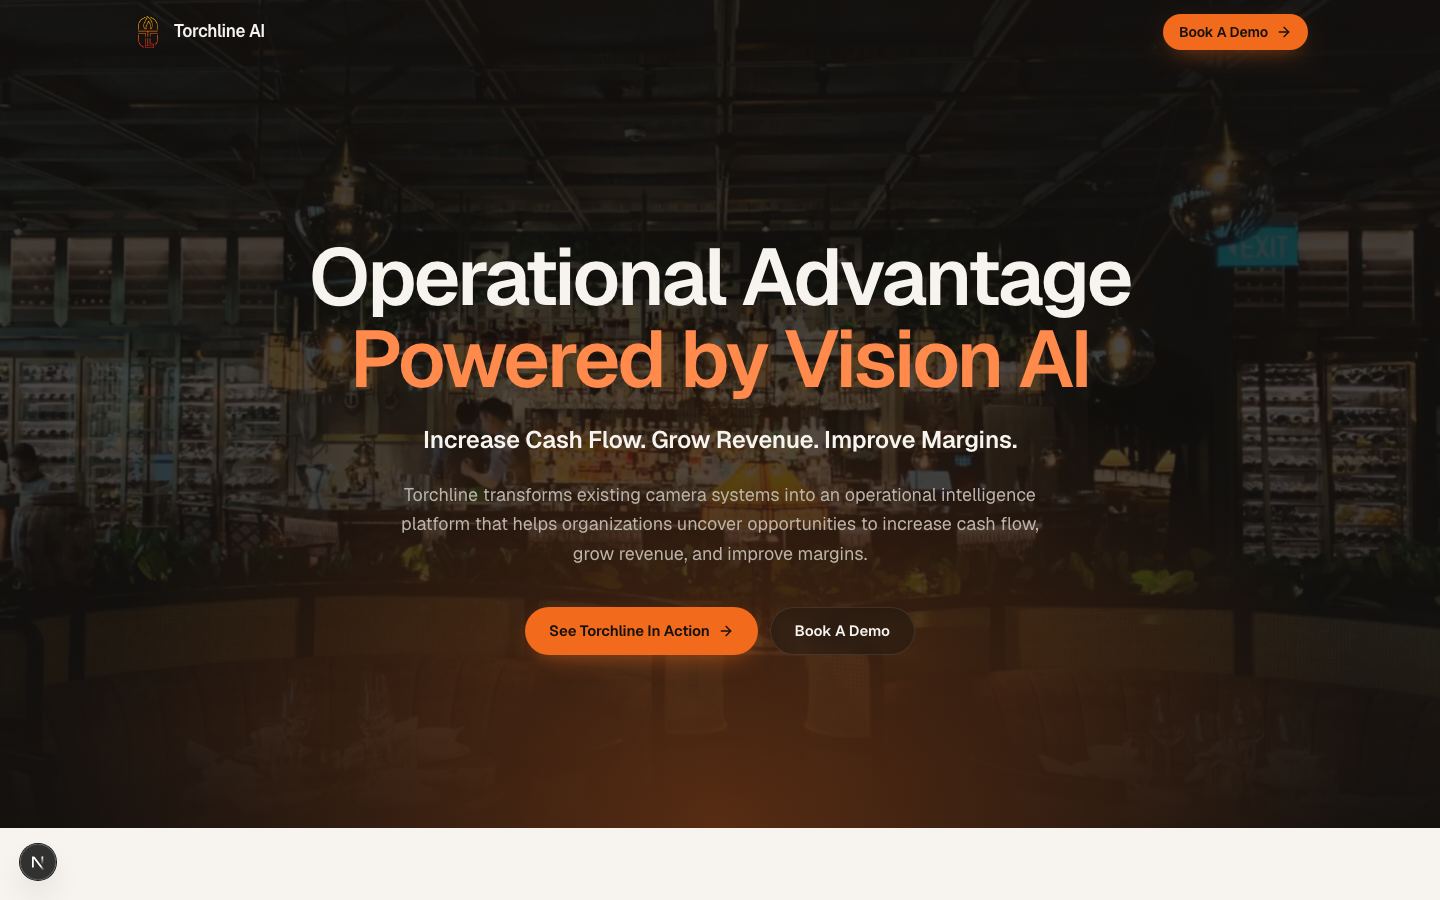 Torchline AI
Book A Demo
EXIT
Operational Advantage
Powered by Vision AI
Increase Cash Flow. Grow Revenue. Improve Margins.
Torchline transforms existing camera systems into an operational intelligence
platform that helps organizations uncover opportunities to increase cash flow,
grow revenue, and improve margins.
See Torchline In Action
Book A Demo
N